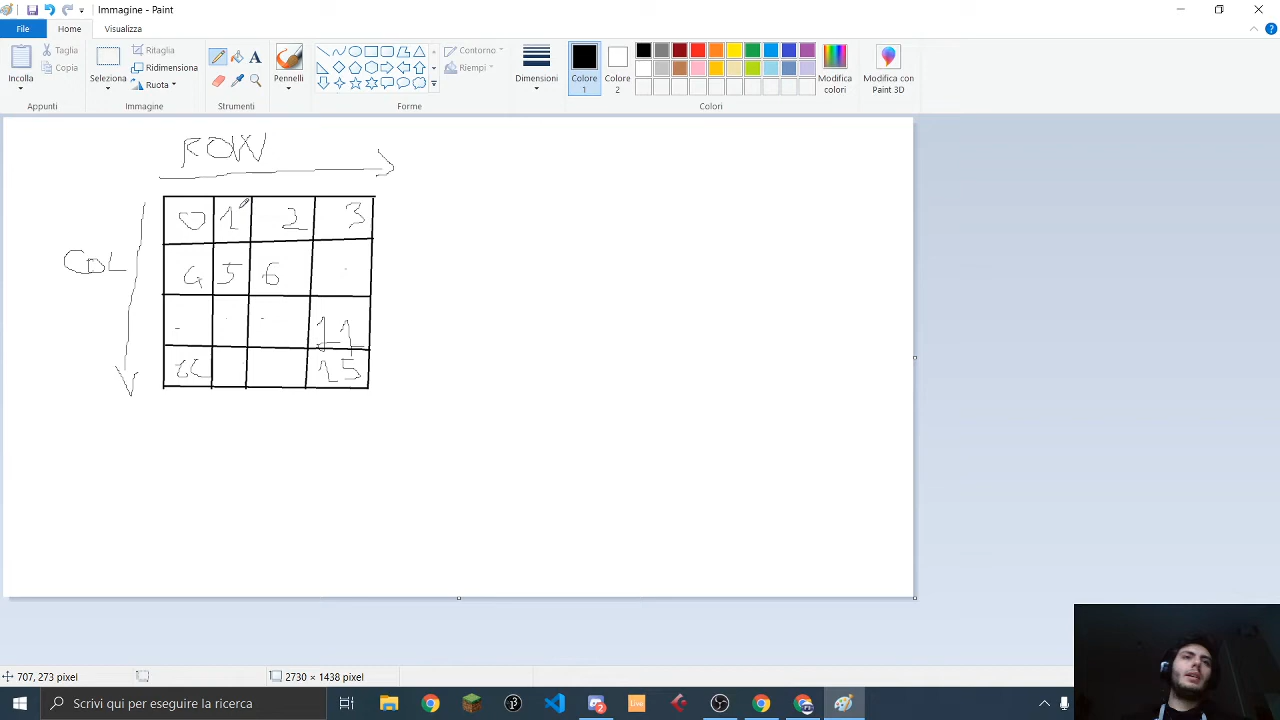 Immagine - Paint
File Home Visualizza
Incolla Taglia Copia Seleziona Ritaglia Ridimensiona Ruota Pennelli Contorno Riempi Dimensioni Colore 1 Colore 2 Modifica colori Modifica con Paint 3D
Appunti Immagine Strumenti Forme Colori
ROW
0 1 2 3
COL
4 5 6
11
15
707, 273 pixel 2730 × 1438 pixel
Scrivi qui per eseguire la ricerca
Live